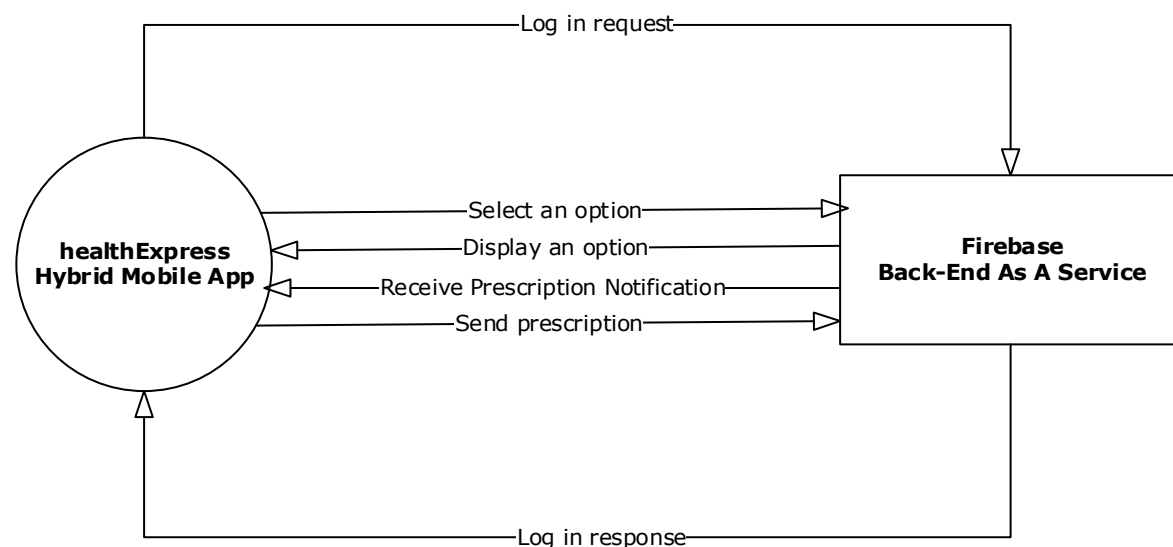 Log in request
Select an option
healthExpress
Hybrid Mobile App
Display an option
Firebase
Back-End As A Service
Receive Prescription Notification
Send prescription
Log in response